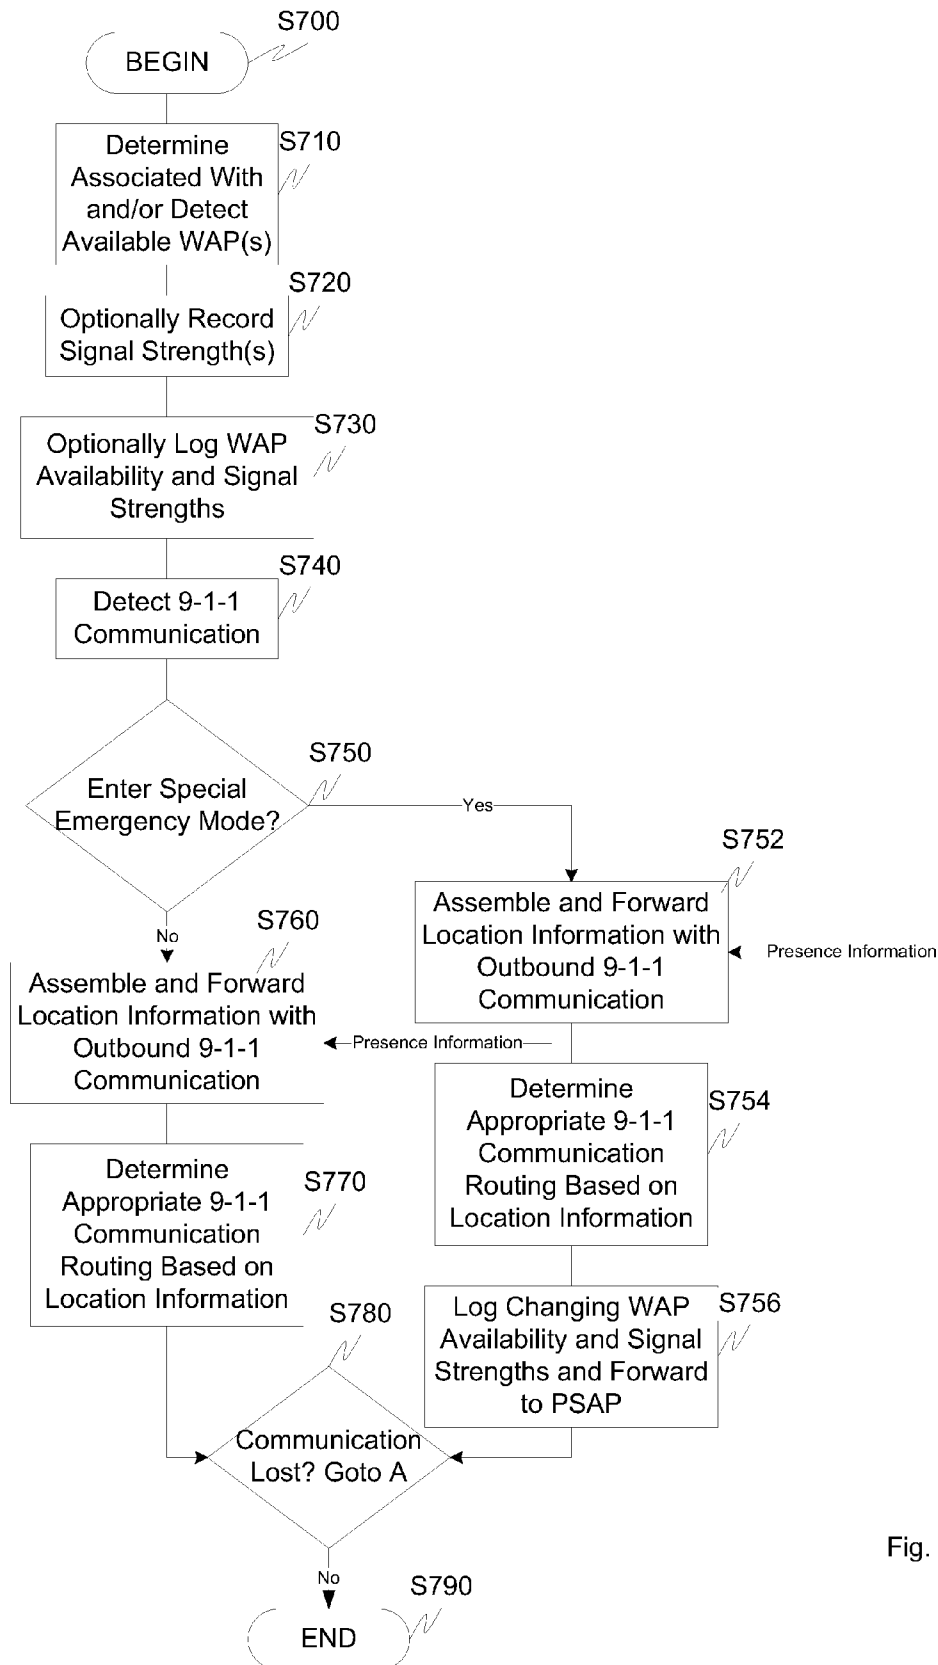 S700
BEGIN
S710
Determine
Associated With
and/or Detect
Available WAP(s)
S720
Optionally Record
Signal Strength(s)
S730
Optionally Log WAP
Availability and Signal
Strengths
S740
Detect 9-1-1
Communication
S750
Enter Special
Emergency Mode?
Yes
No
S752
Assemble and Forward
Location Information with
Outbound 9-1-1
Communication
Presence Information
S760
Assemble and Forward
Location Information with
Outbound 9-1-1
Communication
Presence Information
S754
Determine
Appropriate 9-1-1
Communication
Routing Based on
Location Information
S770
Determine
Appropriate 9-1-1
Communication
Routing Based on
Location Information
S756
Log Changing WAP
Availability and Signal
Strengths and Forward
to PSAP
S780
Communication
Lost? Goto A
No
S790
END
Fig.